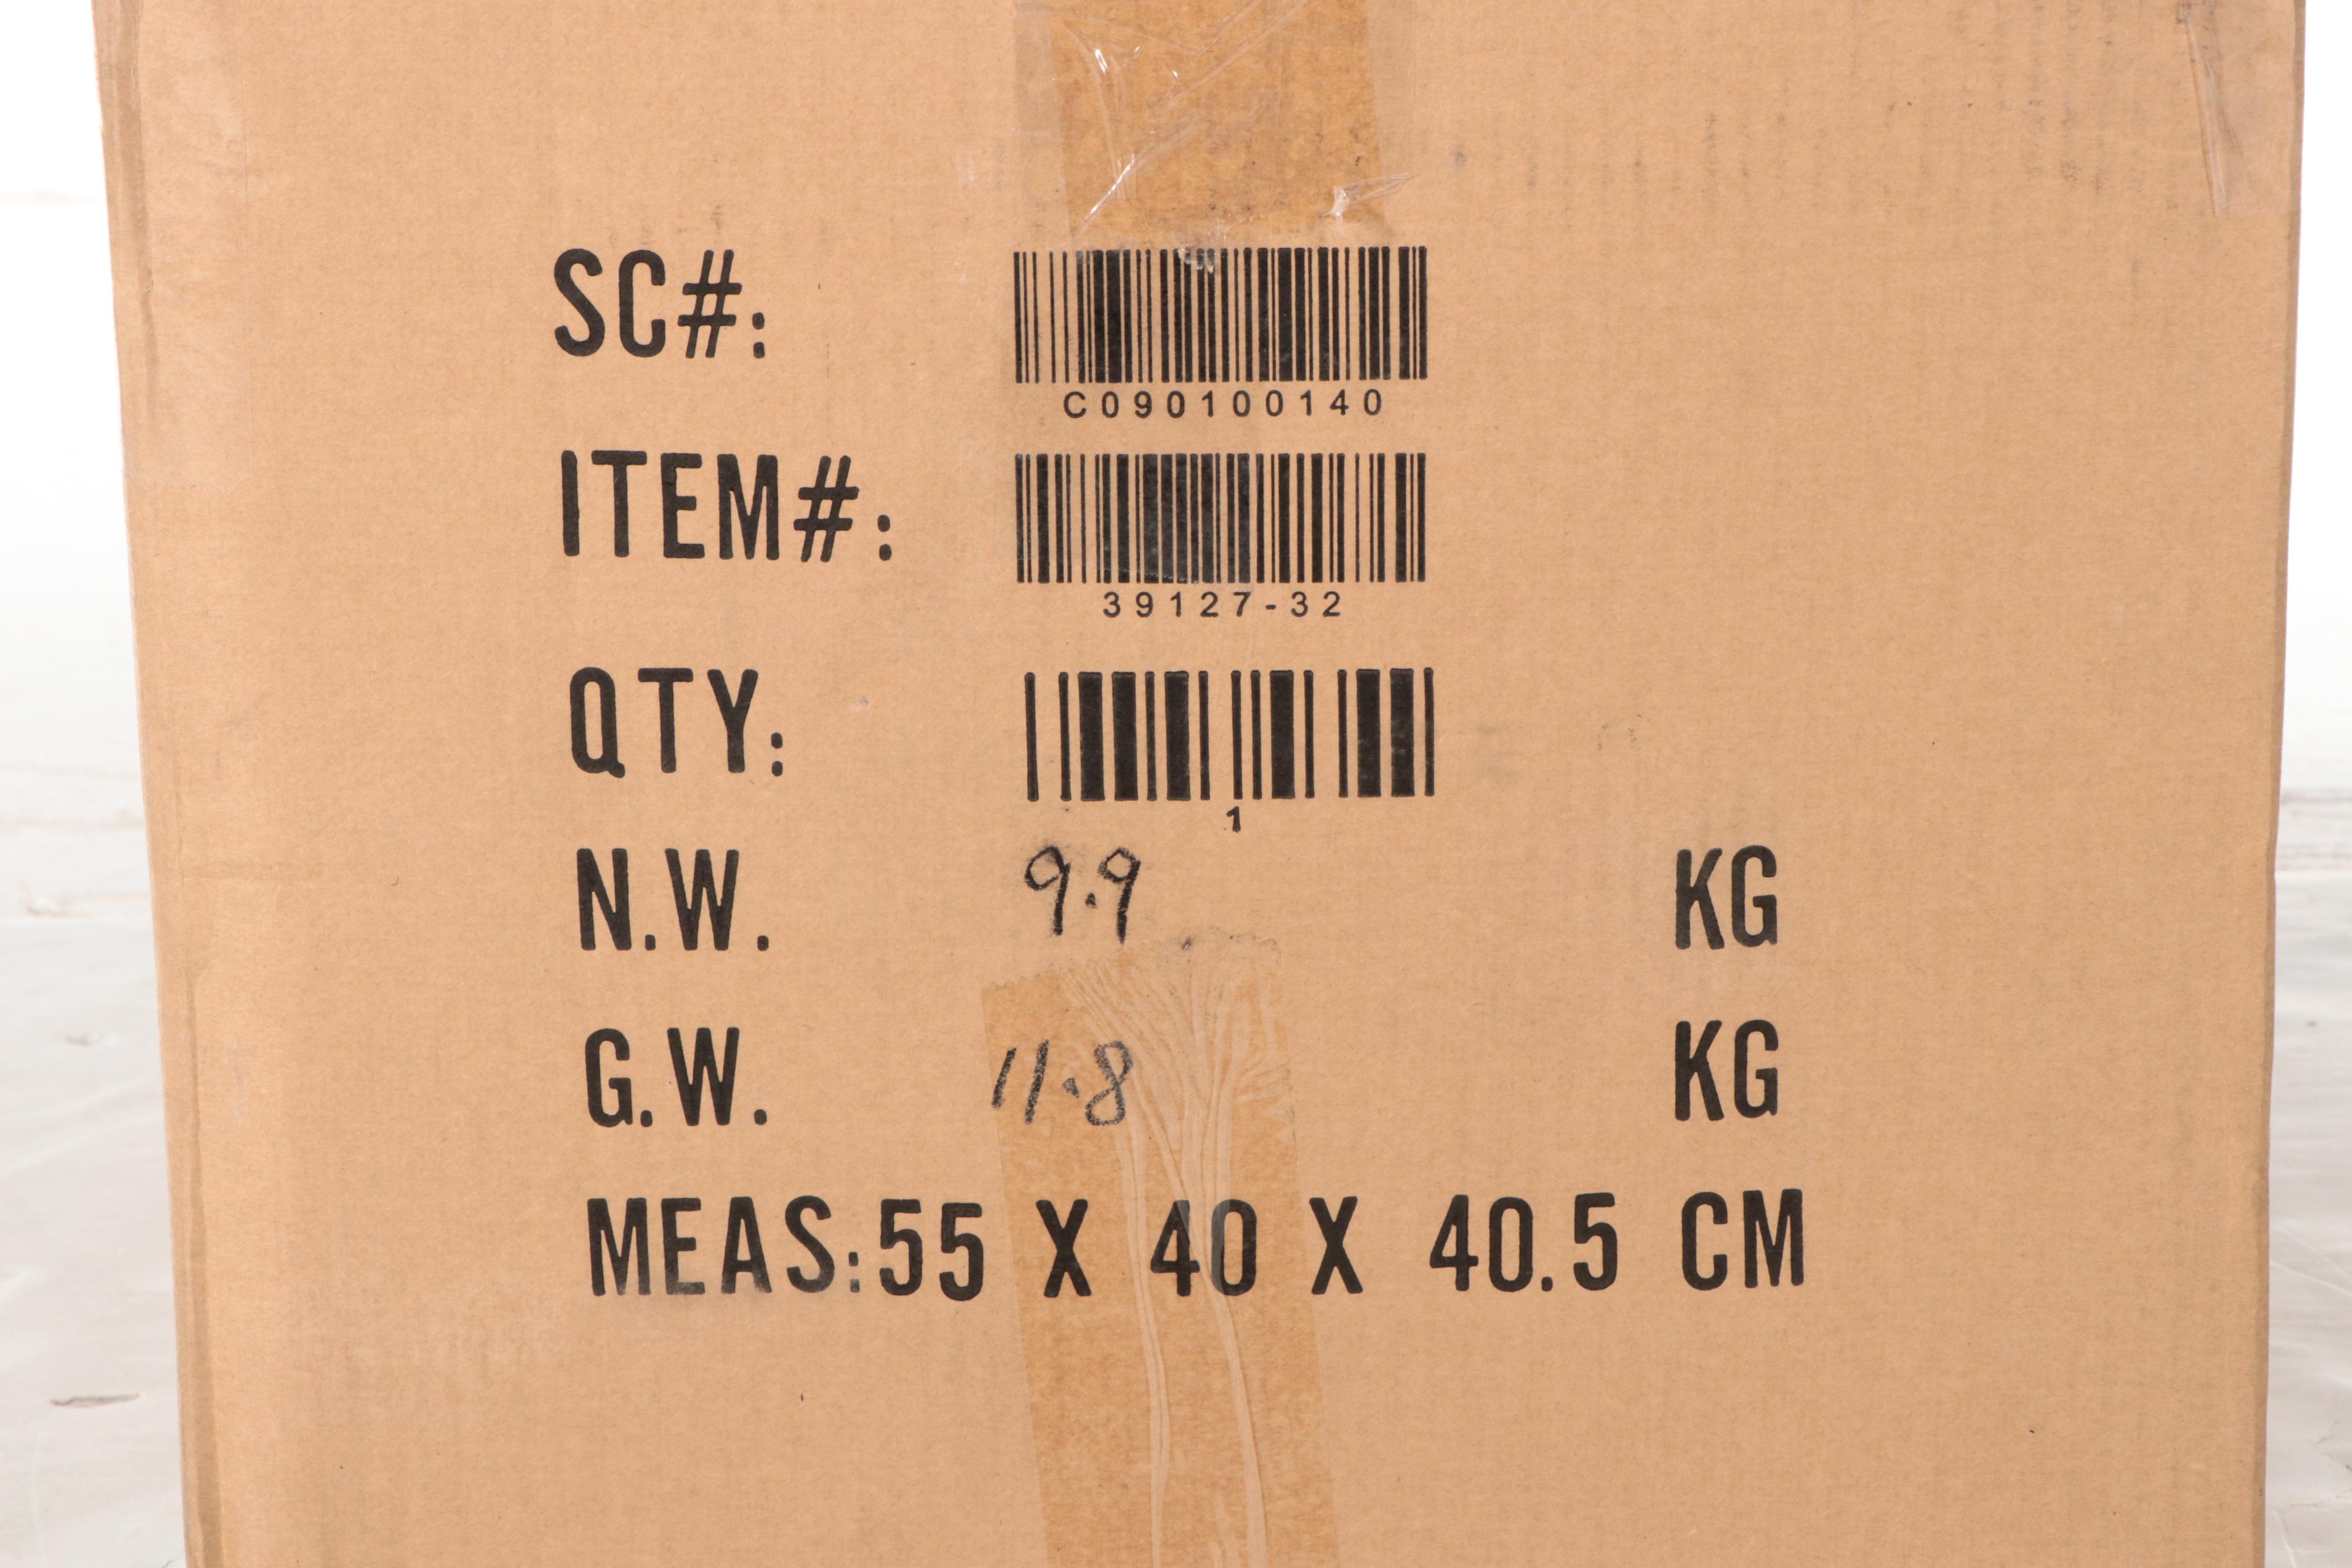 SC#:
C090100140
ITEM#:
39127-32
QTY:
1
N.W. 9.9 KG
G.W. 11.8 KG
MEAS:55 X 40 X 40.5 CM